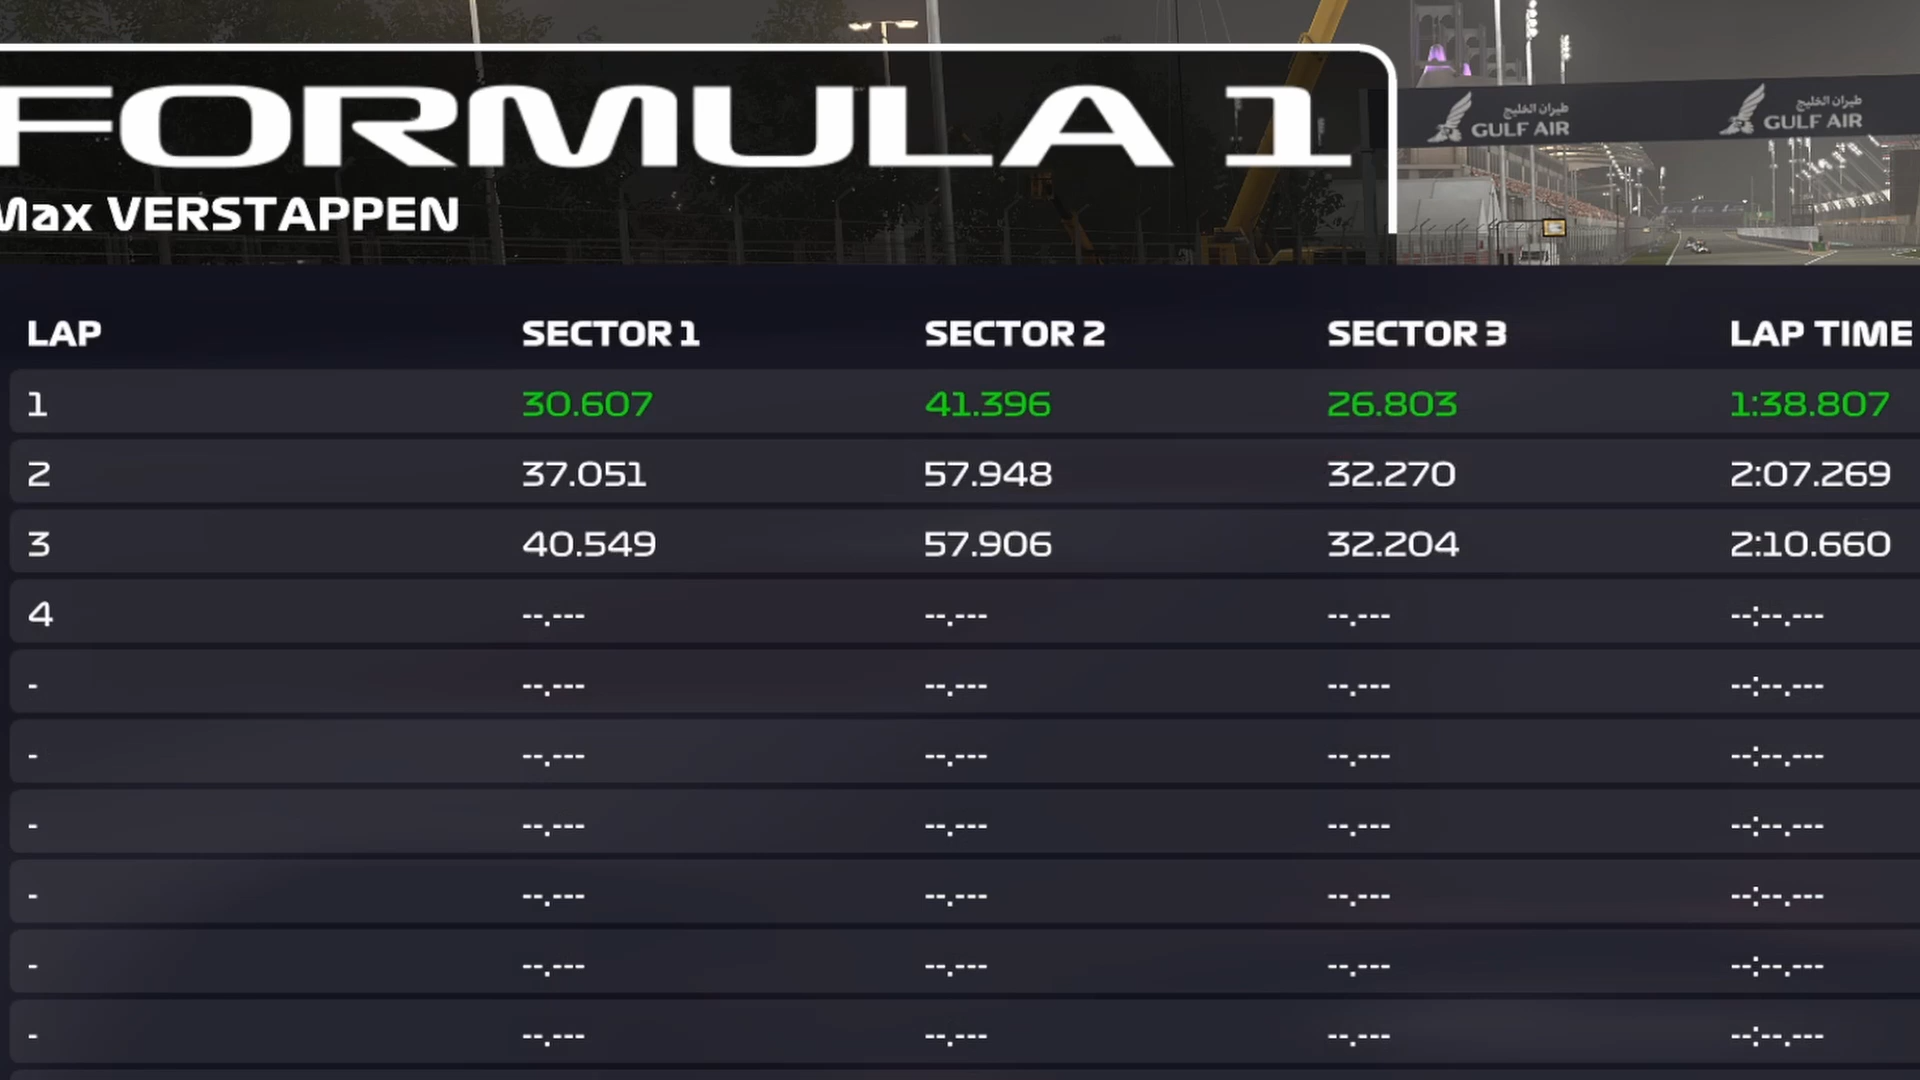 FORMULA 1
Max VERSTAPPEN
طيران الخليج
GULF AIR
طيران الخليج
GULF AIR
LAP SECTOR 1 SECTOR 2 SECTOR 3 LAP TIME
1 30.607 41.396 26.803 1:38.807
2 37.051 57.948 32.270 2:07.269
3 40.549 57.906 32.204 2:10.660
4 --.--- --.--- --.--- --:--.---
- --.--- --.--- --.--- --:--.---
- --.--- --.--- --.--- --:--.---
- --.--- --.--- --.--- --:--.---
- --.--- --.--- --.--- --:--.---
- --.--- --.--- --.--- --:--.---
- --.--- --.--- --.--- --:--.---